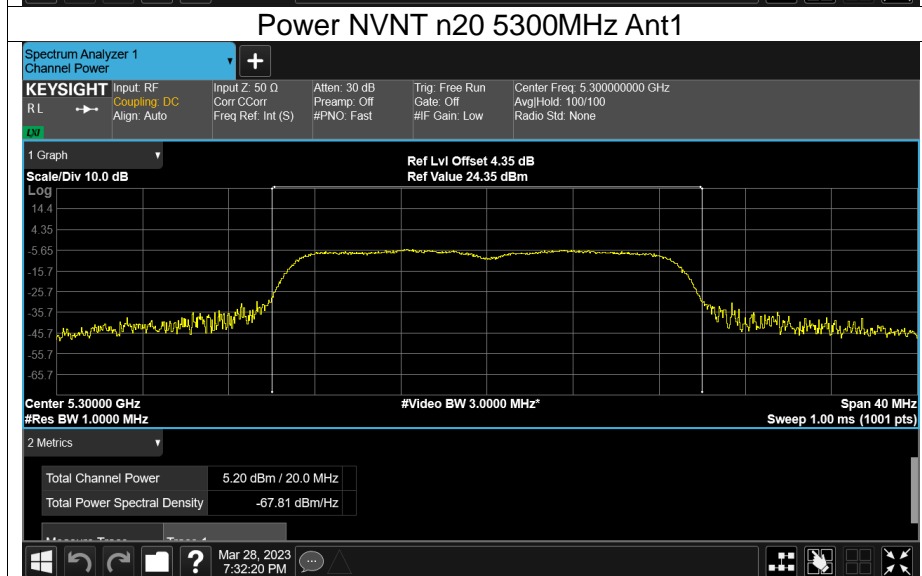 Power NVNT n20 5300MHz Ant1
Spectrum Analyzer 1
Channel Power
▼
+
KEYSIGHT Input: RF Input Z: 50 Ω Atten: 30 dB Trig: Free Run Center Freq: 5.300000000 GHz
R L Coupling: DC Corr CCorr Preamp: Off Gate: Off Avg|Hold: 100/100
Align: Auto Freq Ref: Int (S) #PNO: Fast #IF Gain: Low Radio Std: None
LXI
1 Graph ▼ Ref Lvl Offset 4.35 dB
Scale/Div 10.0 dB Ref Value 24.35 dBm
Log
14.4
4.35
-5.65
-15.7
-25.7
-35.7
-45.7
-55.7
-65.7
Center 5.30000 GHz #Video BW 3.0000 MHz* Span 40 MHz
#Res BW 1.0000 MHz Sweep 1.00 ms (1001 pts)
2 Metrics ▼
Total Channel Power 5.20 dBm / 20.0 MHz
Total Power Spectral Density -67.81 dBm/Hz
? Mar 28, 2023
7:32:20 PM